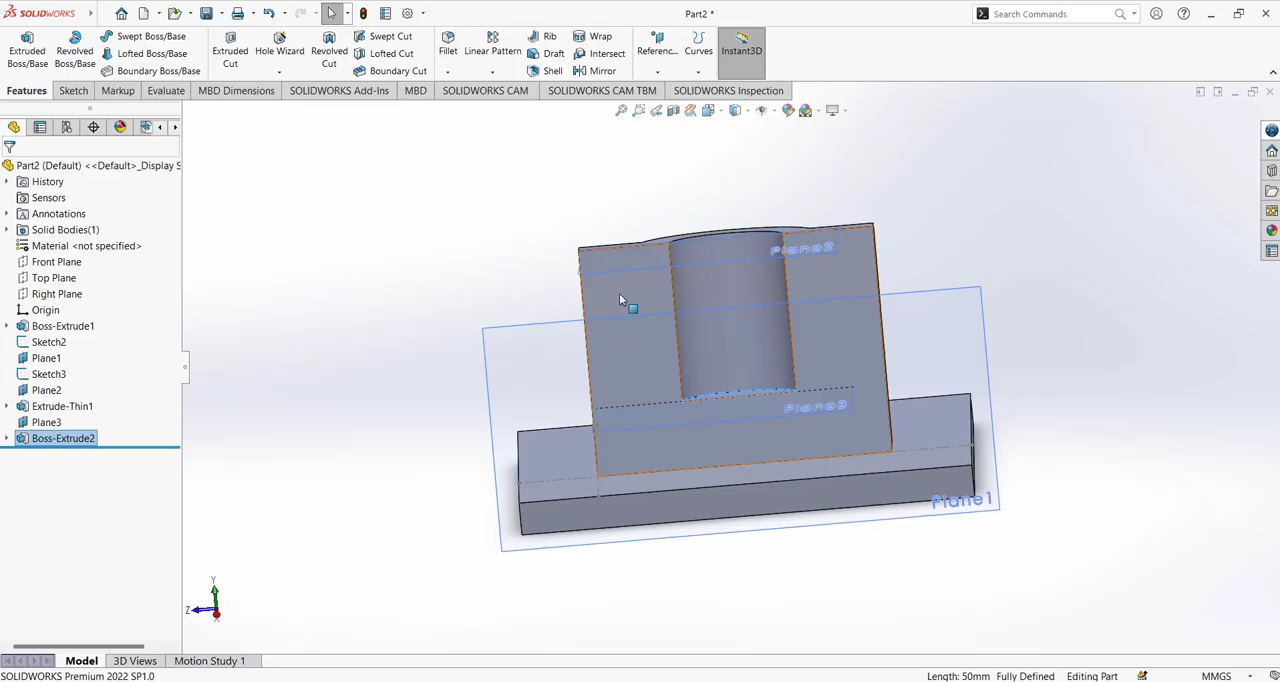 SOLIDWORKS
Part2 *
Search Commands
Extruded Boss/Base
Revolved Boss/Base
Swept Boss/Base
Lofted Boss/Base
Boundary Boss/Base
Extruded Cut
Hole Wizard
Revolved Cut
Swept Cut
Lofted Cut
Boundary Cut
Fillet
Linear Pattern
Rib
Draft
Shell
Wrap
Intersect
Mirror
Referenc...
Curves
Instant3D
Features
Sketch
Markup
Evaluate
MBD Dimensions
SOLIDWORKS Add-Ins
MBD
SOLIDWORKS CAM
SOLIDWORKS CAM TBM
SOLIDWORKS Inspection
Part2 (Default) <<Default>_Display S
History
Sensors
Annotations
Solid Bodies(1)
Material <not specified>
Front Plane
Top Plane
Right Plane
Origin
Boss-Extrude1
Sketch2
Plane1
Sketch3
Plane2
Extrude-Thin1
Plane3
Boss-Extrude2
Plane2
Plane3
Plane1
Y
Z
X
Model
3D Views
Motion Study 1
SOLIDWORKS Premium 2022 SP1.0
Length: 50mm
Fully Defined
Editing Part
MMGS